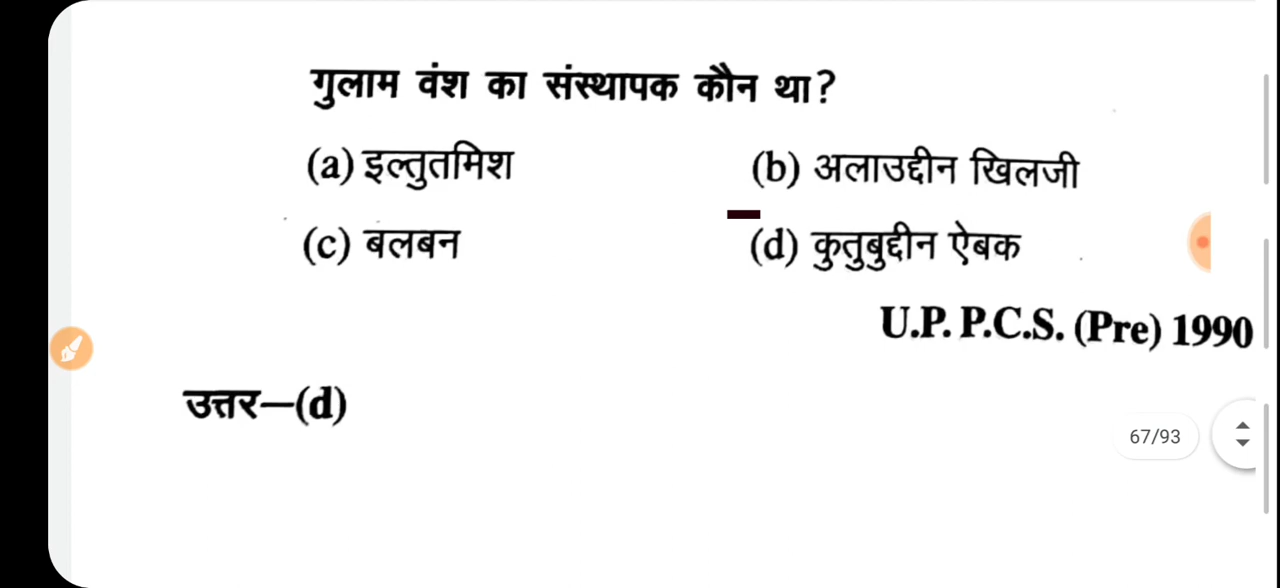 गुलाम वंश का संस्थापक कौन था?
(a) इल्तुतमिश (b) अलाउद्दीन खिलजी
(c) बलबन (d) कुतुबुद्दीन ऐबक
U.P. P.C.S. (Pre) 1990
उत्तर—(d)
67/93